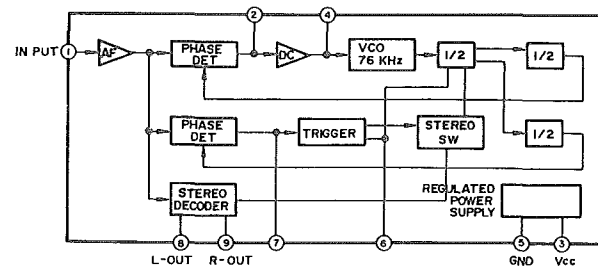 2
4
IN PUT 1
AF
PHASE
DET
DC
VCO
76 KHz
1/2
1/2
PHASE
DET
TRIGGER
STEREO
SW
1/2
STEREO
DECODER
REGULATED
POWER
SUPPLY
8
9
7
6
5
3
L-OUT
R-OUT
GND
Vcc